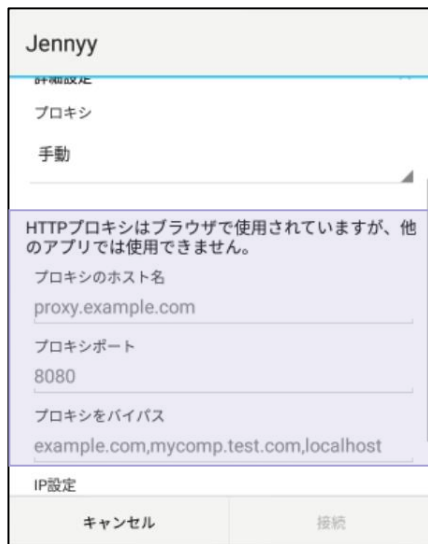 Jennyy
詳細設定
プロキシ
手動
HTTPプロキシはブラウザで使用されていますが、他
のアプリでは使用できません。
プロキシのホスト名
proxy.example.com
プロキシポート
8080
プロキシをバイパス
example.com,mycomp.test.com,localhost
IP設定
キャンセル
接続